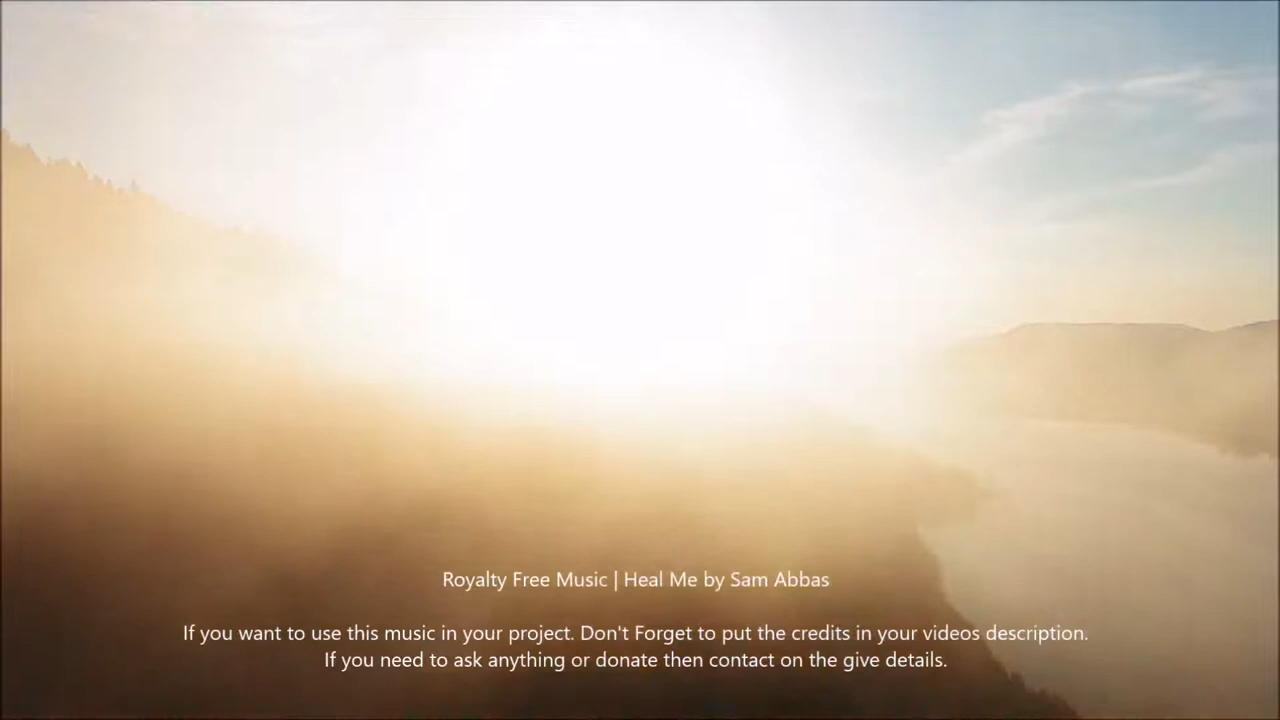 Royalty Free Music | Heal Me by Sam Abbas
If you want to use this music in your project. Don't Forget to put the credits in your videos description.
If you need to ask anything or donate then contact on the give details.